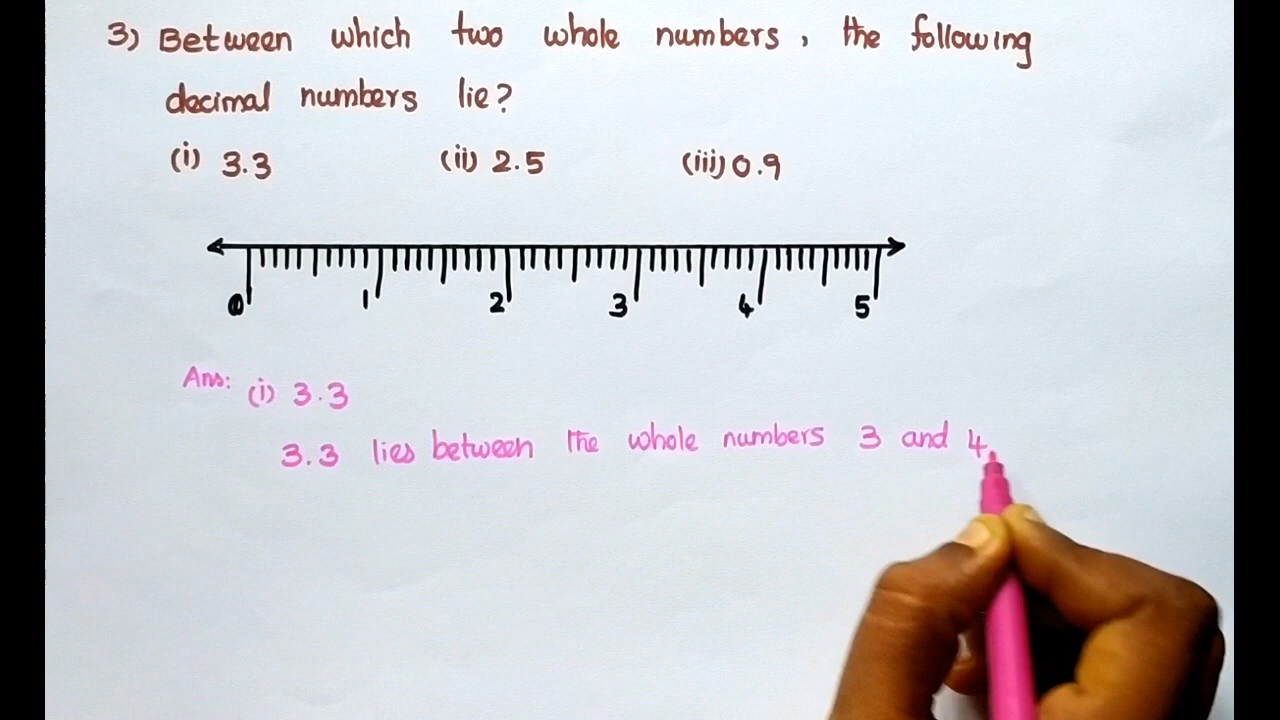 3) Between which two whole numbers, the following
decimal numbers lie?
(i) 3.3 (ii) 2.5 (iii) 0.9
0 1 2 3 4 5
Ans: (i) 3.3
3.3 lies between the whole numbers 3 and 4.